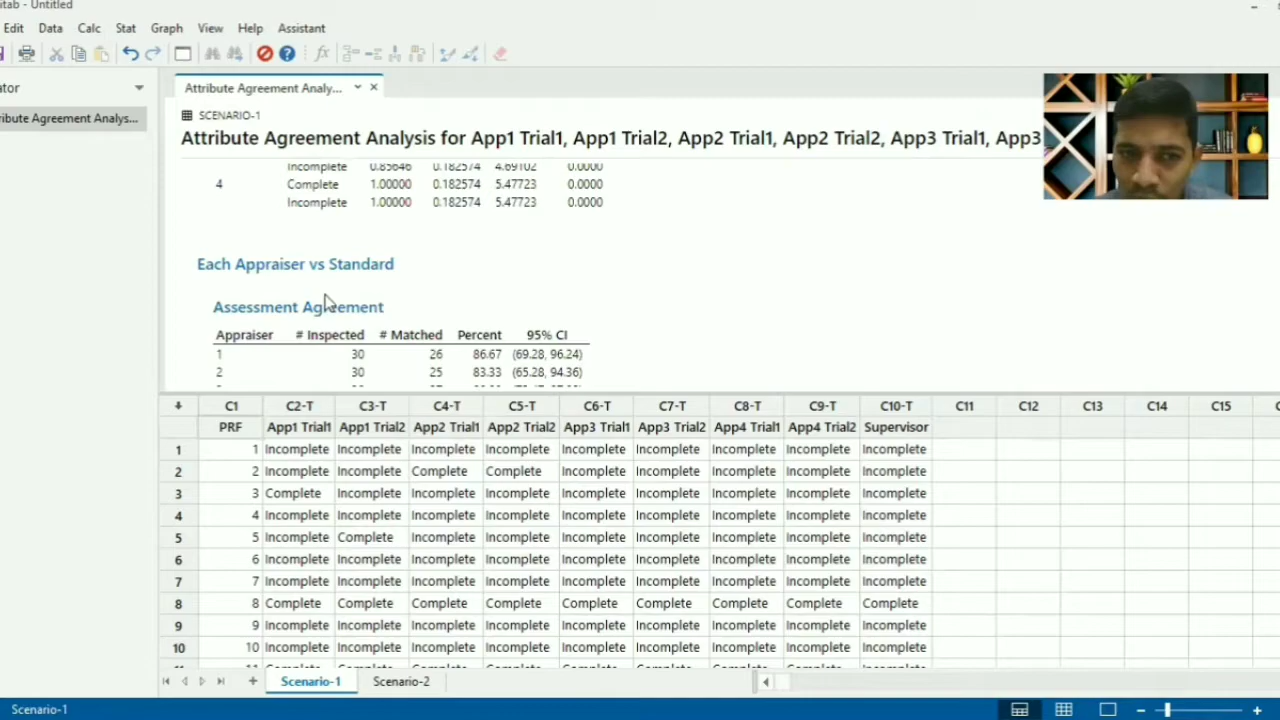 itab - Untitled
Edit Data Calc Stat Graph View Help Assistant
ator
Attribute Agreement Analy...
ribute Agreement Analys...
SCENARIO-1
Attribute Agreement Analysis for App1 Trial1, App1 Trial2, App2 Trial1, App2 Trial2, App3 Trial1, App3
Incomplete 0.85646 0.182574 4.69102 0.0000
4 Complete 1.00000 0.182574 5.47723 0.0000
Incomplete 1.00000 0.182574 5.47723 0.0000
Each Appraiser vs Standard
Assessment Agreement
Appraiser # Inspected # Matched Percent 95% CI
1 30 26 86.67 (69.28, 96.24)
2 30 25 83.33 (65.28, 94.36)
C1 C2-T C3-T C4-T C5-T C6-T C7-T C8-T C9-T C10-T C11 C12 C13 C14 C15
PRF App1 Trial1 App1 Trial2 App2 Trial1 App2 Trial2 App3 Trial1 App3 Trial2 App4 Trial1 App4 Trial2 Supervisor
1 1 Incomplete Incomplete Incomplete Incomplete Incomplete Incomplete Incomplete Incomplete Incomplete
2 2 Incomplete Incomplete Complete Complete Incomplete Incomplete Incomplete Incomplete Incomplete
3 3 Complete Incomplete Incomplete Incomplete Incomplete Incomplete Incomplete Incomplete Incomplete
4 4 Incomplete Incomplete Incomplete Incomplete Incomplete Incomplete Incomplete Incomplete Incomplete
5 5 Incomplete Complete Incomplete Incomplete Incomplete Incomplete Incomplete Incomplete Incomplete
6 6 Incomplete Incomplete Incomplete Incomplete Incomplete Incomplete Incomplete Incomplete Incomplete
7 7 Incomplete Incomplete Incomplete Incomplete Incomplete Incomplete Incomplete Incomplete Incomplete
8 8 Complete Complete Complete Complete Complete Complete Complete Complete Complete
9 9 Incomplete Incomplete Incomplete Incomplete Incomplete Incomplete Incomplete Incomplete Incomplete
10 10 Incomplete Incomplete Incomplete Incomplete Incomplete Incomplete Incomplete Incomplete Incomplete
Scenario-1 Scenario-2
Scenario-1